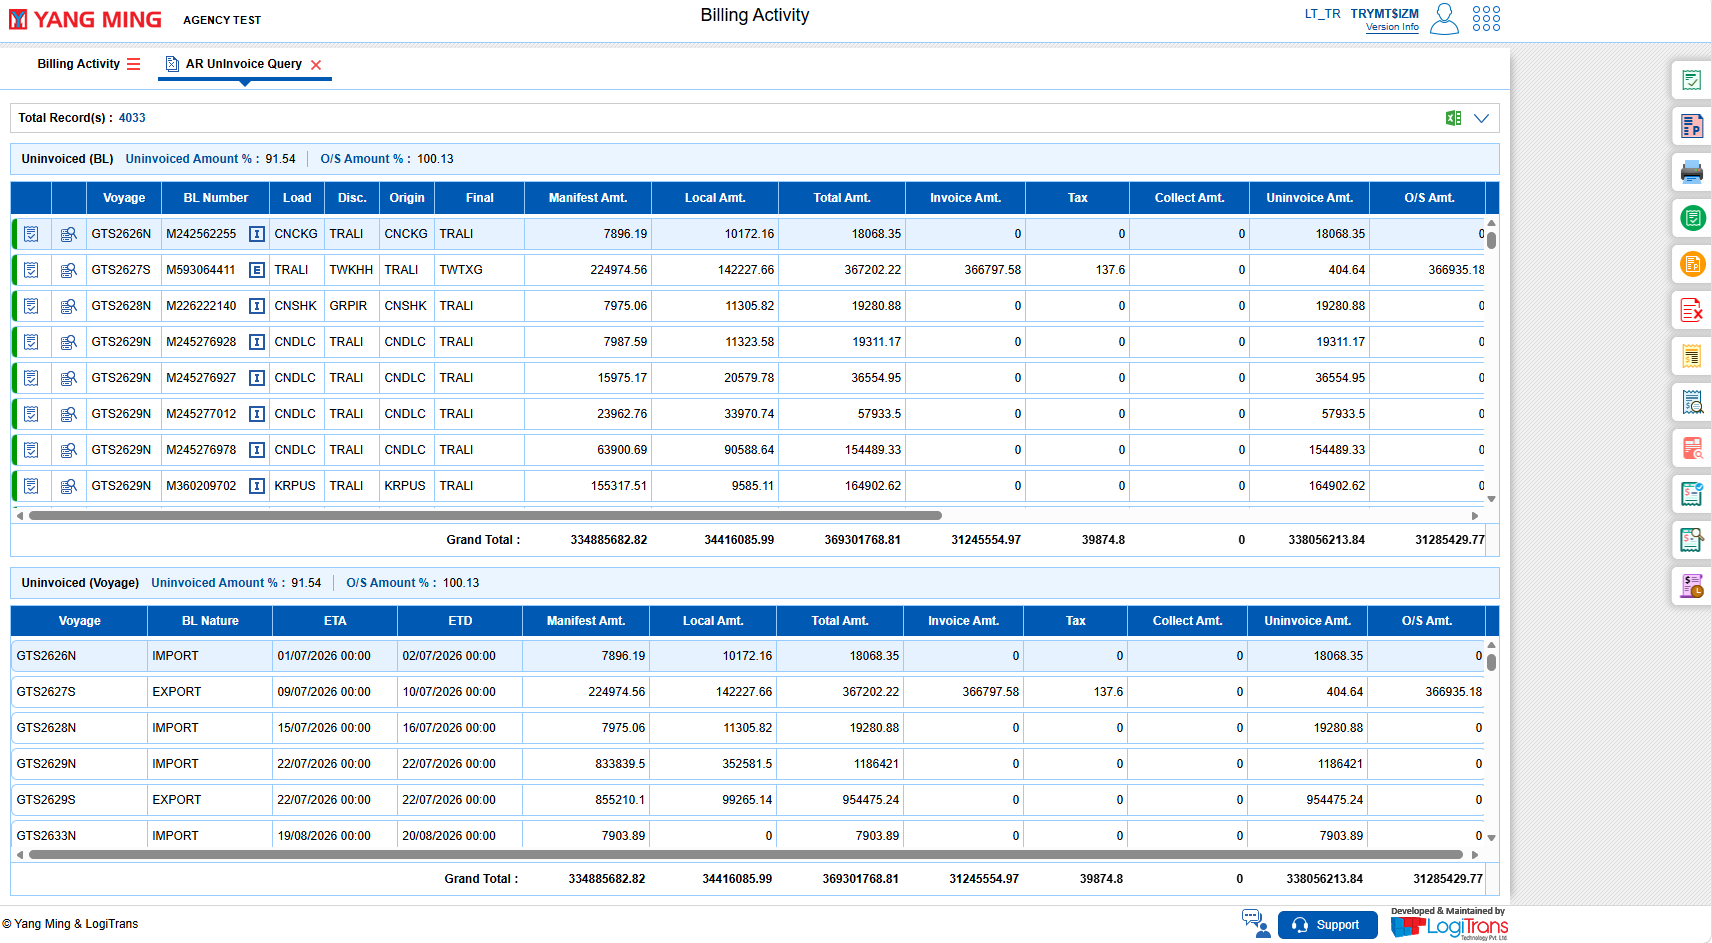 YANG MING AGENCY TEST Billing Activity LT_TR TRYMT$IZM
Version Info
Billing Activity AR UnInvoice Query
Total Record(s) : 4033
Uninvoiced (BL) Uninvoiced Amount % : 91.54 O/S Amount % : 100.13
Voyage BL Number Load Disc. Origin Final Manifest Amt. Local Amt. Total Amt. Invoice Amt. Tax Collect Amt. Uninvoice Amt. O/S Amt.
GTS2626N M242562255 I CNCKG TRALI CNCKG TRALI 7896.19 10172.16 18068.35 0 0 0 18068.35 0
GTS2627S M593064411 E TRALI TWKHH TRALI TWTXG 224974.56 142227.66 367202.22 366797.58 137.6 0 404.64 366935.18
GTS2628N M226222140 I CNSHK GRPIR CNSHK TRALI 7975.06 11305.82 19280.88 0 0 0 19280.88 0
GTS2629N M245276928 I CNDLC TRALI CNDLC TRALI 7987.59 11323.58 19311.17 0 0 0 19311.17 0
GTS2629N M245276927 I CNDLC TRALI CNDLC TRALI 15975.17 20579.78 36554.95 0 0 0 36554.95 0
GTS2629N M245277012 I CNDLC TRALI CNDLC TRALI 23962.76 33970.74 57933.5 0 0 0 57933.5 0
GTS2629N M245276978 I CNDLC TRALI CNDLC TRALI 63900.69 90588.64 154489.33 0 0 0 154489.33 0
GTS2629N M360209702 I KRPUS TRALI KRPUS TRALI 155317.51 9585.11 164902.62 0 0 0 164902.62 0
Grand Total : 334885682.82 34416085.99 369301768.81 31245554.97 39874.8 0 338056213.84 31285429.77
Uninvoiced (Voyage) Uninvoiced Amount % : 91.54 O/S Amount % : 100.13
Voyage BL Nature ETA ETD Manifest Amt. Local Amt. Total Amt. Invoice Amt. Tax Collect Amt. Uninvoice Amt. O/S Amt.
GTS2626N IMPORT 01/07/2026 00:00 02/07/2026 00:00 7896.19 10172.16 18068.35 0 0 0 18068.35 0
GTS2627S EXPORT 09/07/2026 00:00 10/07/2026 00:00 224974.56 142227.66 367202.22 366797.58 137.6 0 404.64 366935.18
GTS2628N IMPORT 15/07/2026 00:00 16/07/2026 00:00 7975.06 11305.82 19280.88 0 0 0 19280.88 0
GTS2629N IMPORT 22/07/2026 00:00 22/07/2026 00:00 833839.5 352581.5 1186421 0 0 0 1186421 0
GTS2629S EXPORT 22/07/2026 00:00 22/07/2026 00:00 855210.1 99265.14 954475.24 0 0 0 954475.24 0
GTS2633N IMPORT 19/08/2026 00:00 20/08/2026 00:00 7903.89 0 7903.89 0 0 0 7903.89 0
Grand Total : 334885682.82 34416085.99 369301768.81 31245554.97 39874.8 0 338056213.84 31285429.77
© Yang Ming & LogiTrans Support Developed & Maintained by
LogiTrans
Technology Pvt. Ltd.